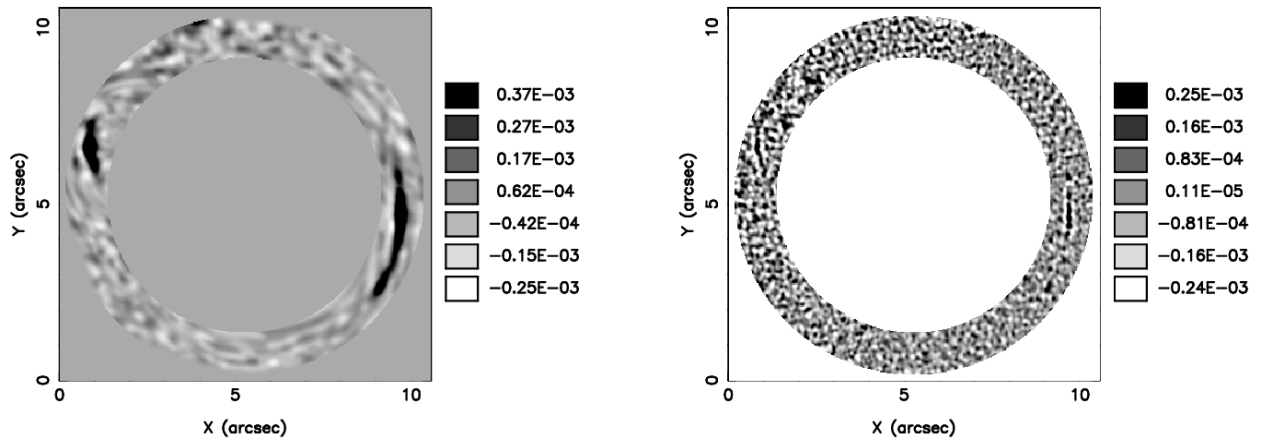 10
5
0
Y (arcsec)
0
5
10
X (arcsec)
0.37E-03
0.27E-03
0.17E-03
0.62E-04
-0.42E-04
-0.15E-03
-0.25E-03
10
5
0
Y (arcsec)
0
5
10
X (arcsec)
0.25E-03
0.16E-03
0.83E-04
0.11E-05
-0.81E-04
-0.16E-03
-0.24E-03